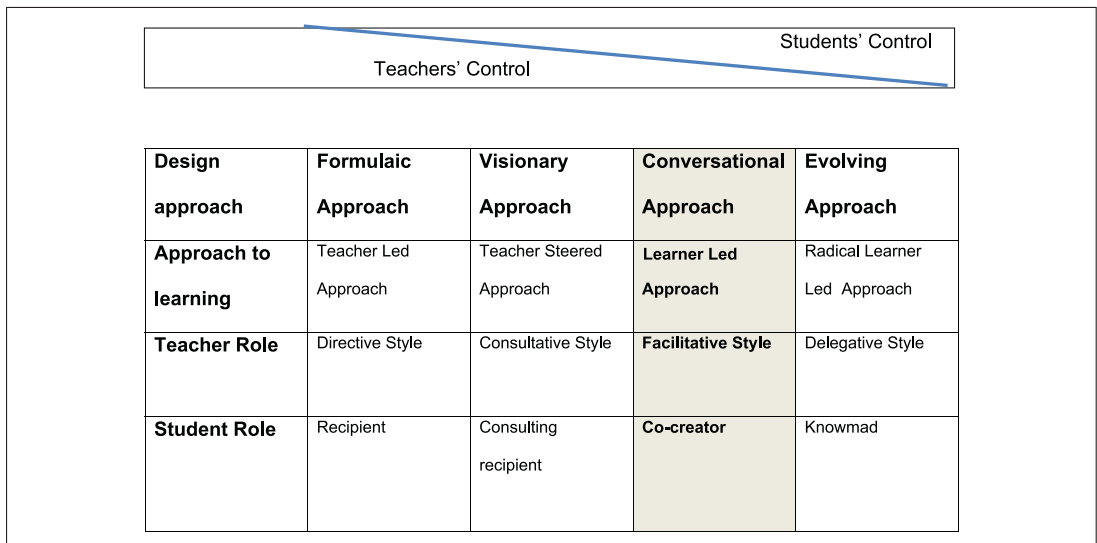 Students' Control
Teachers' Control
Design approach | Formulaic Approach | Visionary Approach | Conversational Approach | Evolving Approach
Approach to learning | Teacher Led Approach | Teacher Steered Approach | Learner Led Approach | Radical Learner Led Approach
Teacher Role | Directive Style | Consultative Style | Facilitative Style | Delegative Style
Student Role | Recipient | Consulting recipient | Co-creator | Knowmad